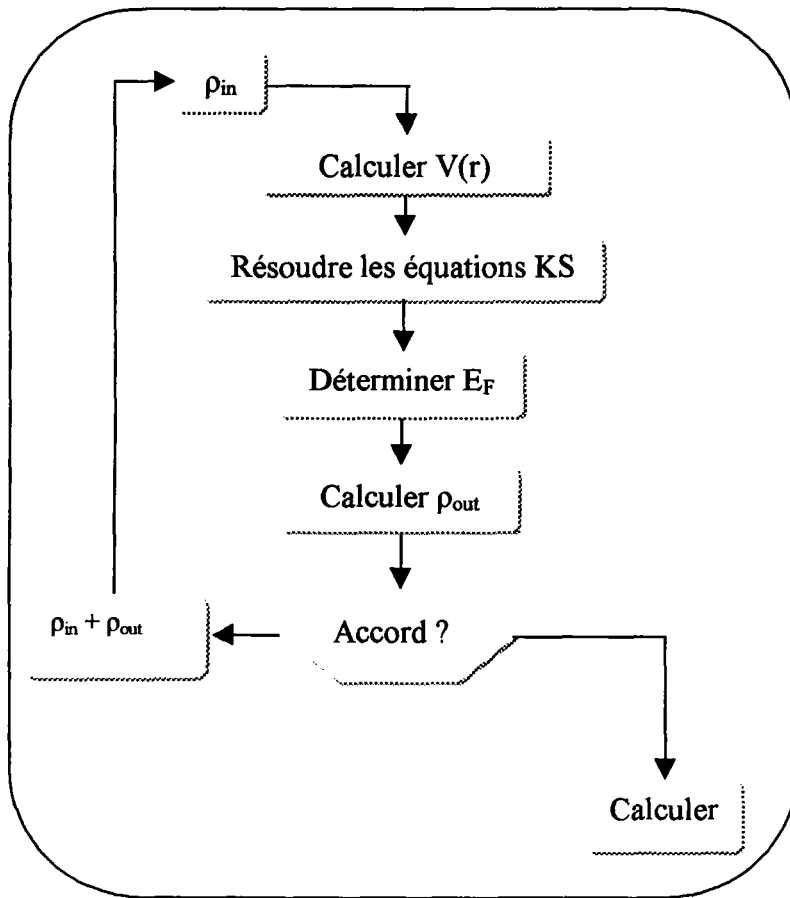 ρin
Calculer V(r)
Résoudre les équations KS
Déterminer EF
Calculer ρout
ρin + ρout
Accord ?
Calculer